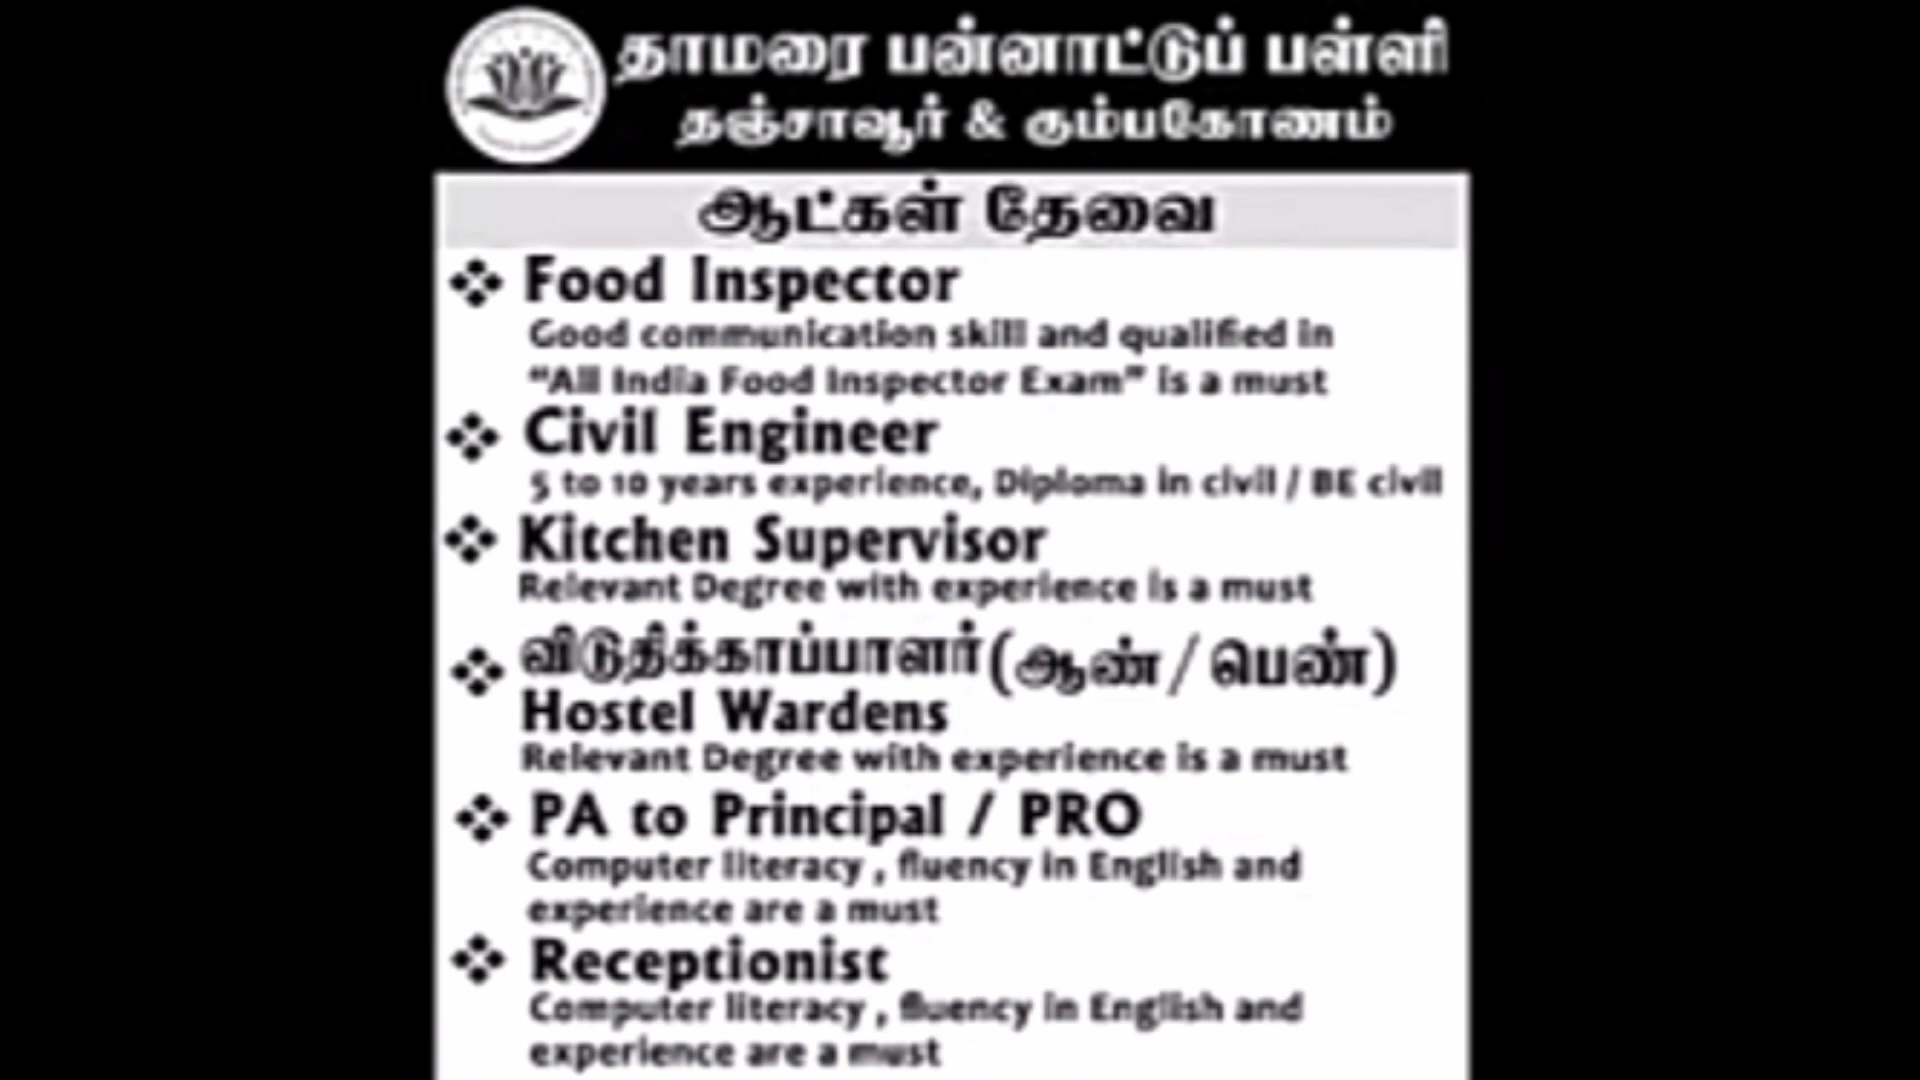 தாமரை பன்னாட்டுப் பள்ளி
தஞ்சாவூர் & கும்பகோணம்
ஆட்கள் தேவை
Food Inspector
Good communication skill and qualified in
"All India Food Inspector Exam" is a must
Civil Engineer
5 to 10 years experience, Diploma in civil / BE civil
Kitchen Supervisor
Relevant Degree with experience is a must
விடுதிக்காப்பாளர் (ஆண் / பெண்)
Hostel Wardens
Relevant Degree with experience is a must
PA to Principal / PRO
Computer literacy , fluency in English and
experience are a must
Receptionist
Computer literacy , fluency in English and
experience are a must